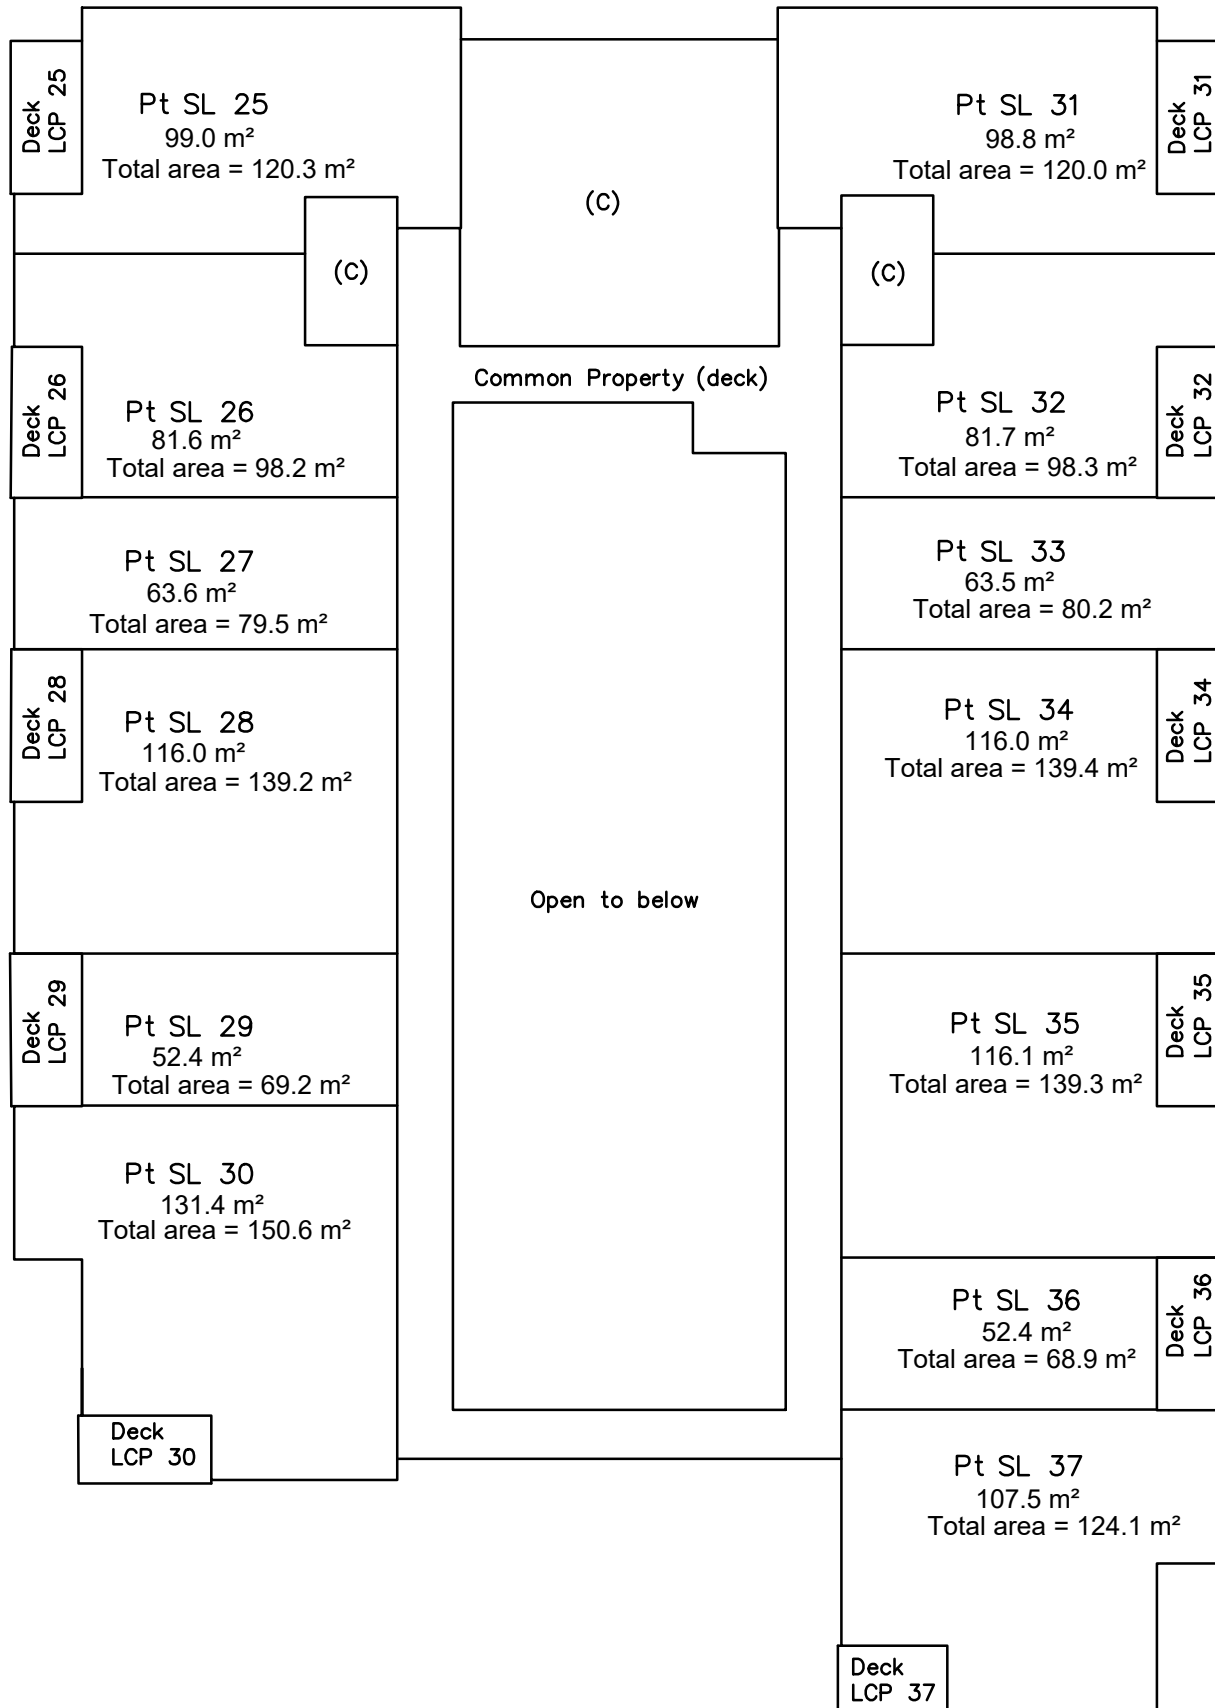 Deck
LCP 25
Pt SL 25
99.0 m²
Total area = 120.3 m²
(C)
Pt SL 31
98.8 m²
Total area = 120.0 m²
Deck
LCP 31
(C)
(C)
Common Property (deck)
Deck
LCP 26
Pt SL 26
81.6 m²
Total area = 98.2 m²
Pt SL 32
81.7 m²
Total area = 98.3 m²
Deck
LCP 32
Pt SL 27
63.6 m²
Total area = 79.5 m²
Pt SL 33
63.5 m²
Total area = 80.2 m²
Deck
LCP 28
Pt SL 28
116.0 m²
Total area = 139.2 m²
Pt SL 34
116.0 m²
Total area = 139.4 m²
Deck
LCP 34
Open to below
Deck
LCP 29
Pt SL 29
52.4 m²
Total area = 69.2 m²
Pt SL 35
116.1 m²
Total area = 139.3 m²
Deck
LCP 35
Pt SL 30
131.4 m²
Total area = 150.6 m²
Pt SL 36
52.4 m²
Total area = 68.9 m²
Deck
LCP 36
Deck
LCP 30
Pt SL 37
107.5 m²
Total area = 124.1 m²
Deck
LCP 37